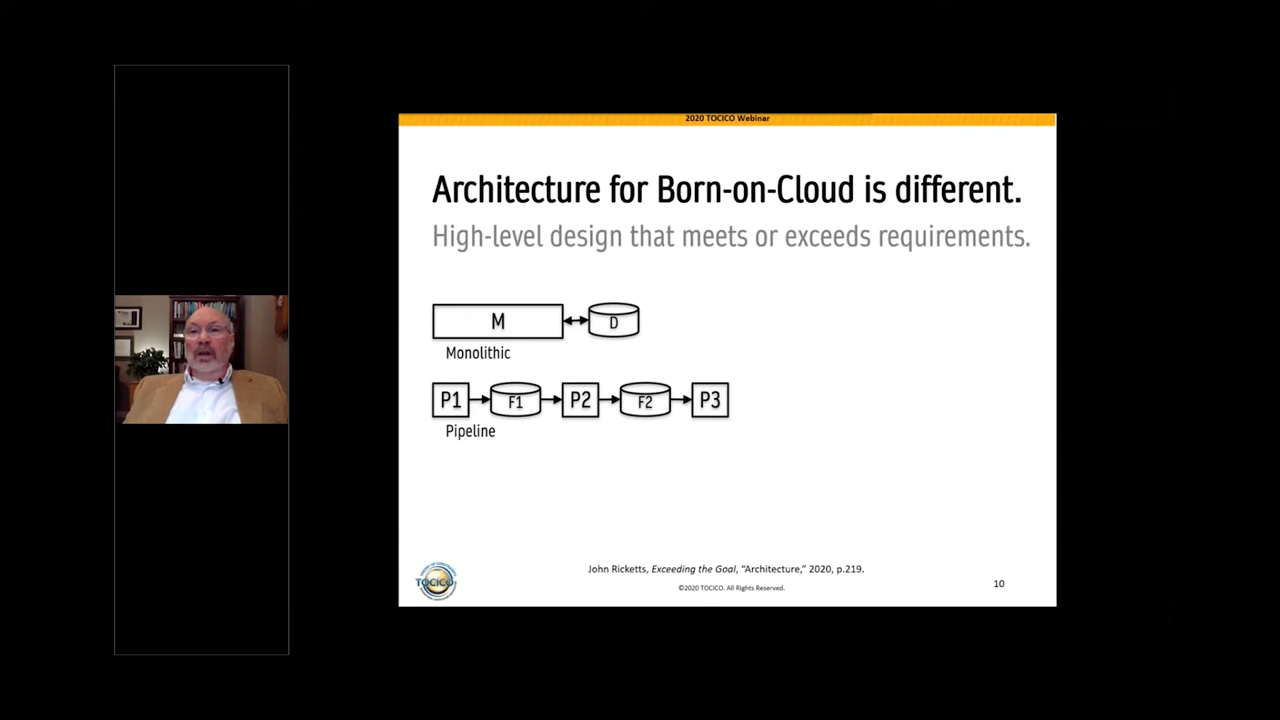 2020 TOCICO Webinar
Architecture for Born-on-Cloud is different.
High-level design that meets or exceeds requirements.
M
D
Monolithic
P1
F1
P2
F2
P3
Pipeline
John Ricketts, Exceeding the Goal, “Architecture,” 2020, p.219.
TOCICO
©2020 TOCICO. All Rights Reserved.
10